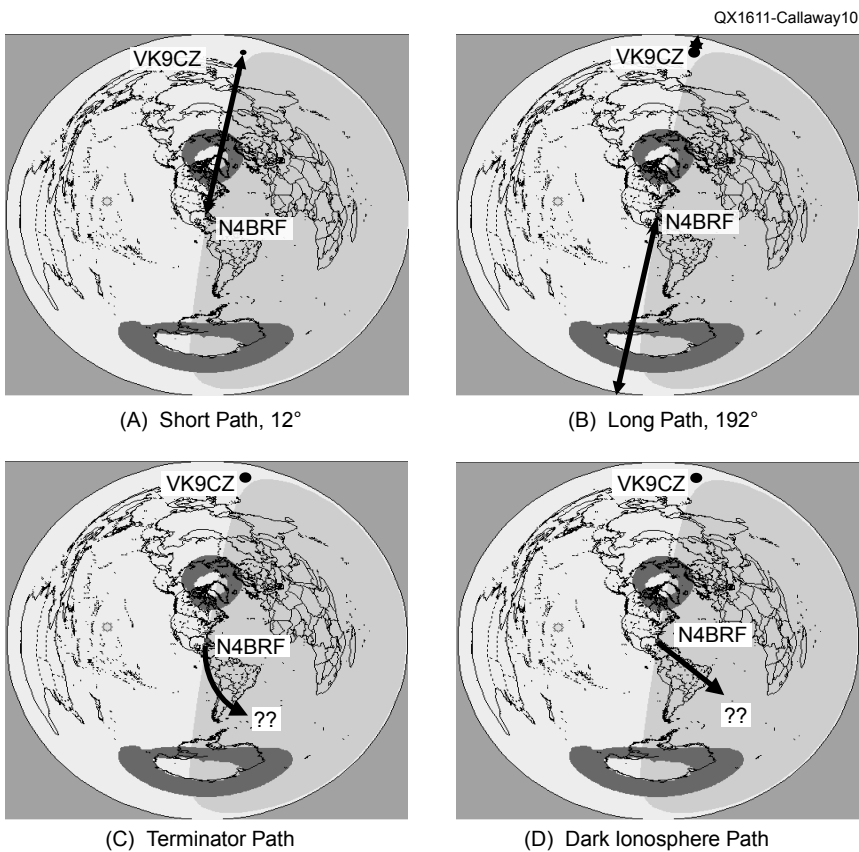 QX1611-Callaway10
VK9CZ
N4BRF
(A) Short Path, 12°
VK9CZ
N4BRF
(B) Long Path, 192°
VK9CZ
N4BRF
??
(C) Terminator Path
VK9CZ
N4BRF
??
(D) Dark Ionosphere Path